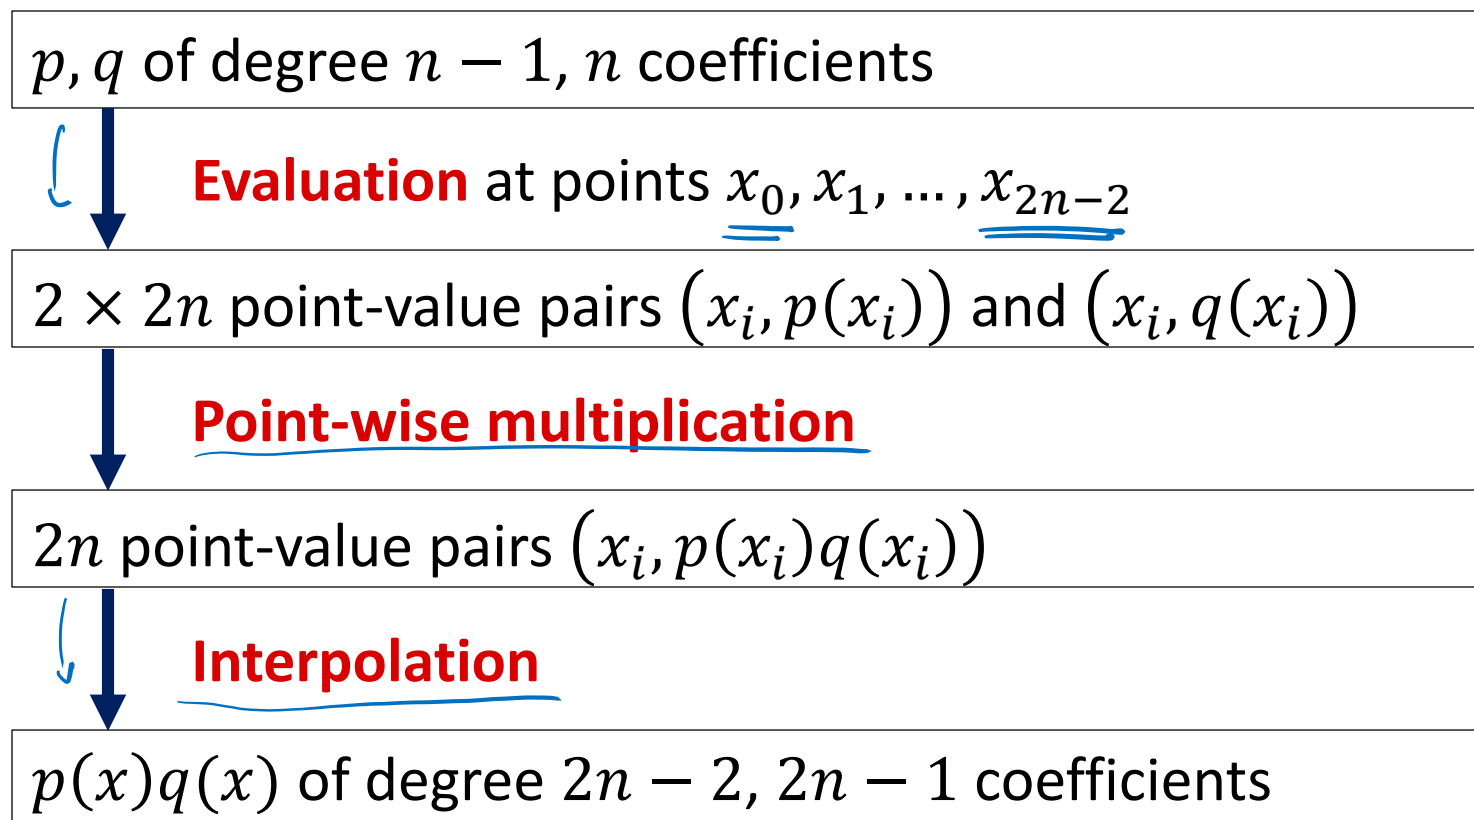 p, q of degree n − 1, n coefficients
Evaluation at points x₀, x₁, … , x₂ₙ₋₂
2 × 2n point-value pairs (xᵢ, p(xᵢ)) and (xᵢ, q(xᵢ))
Point-wise multiplication
2n point-value pairs (xᵢ, p(xᵢ)q(xᵢ))
Interpolation
p(x)q(x) of degree 2n − 2, 2n − 1 coefficients